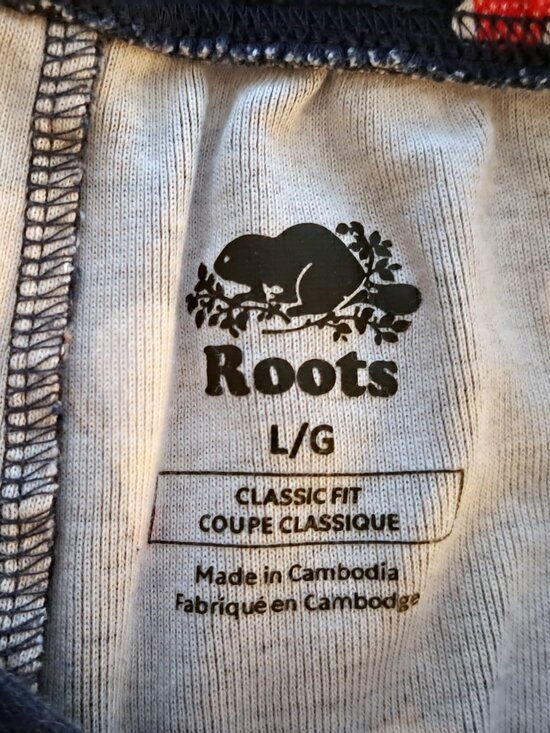 Roots
L/G
CLASSIC FIT
COUPE CLASSIQUE
Made in Cambodia
Fabriqué en Cambodge